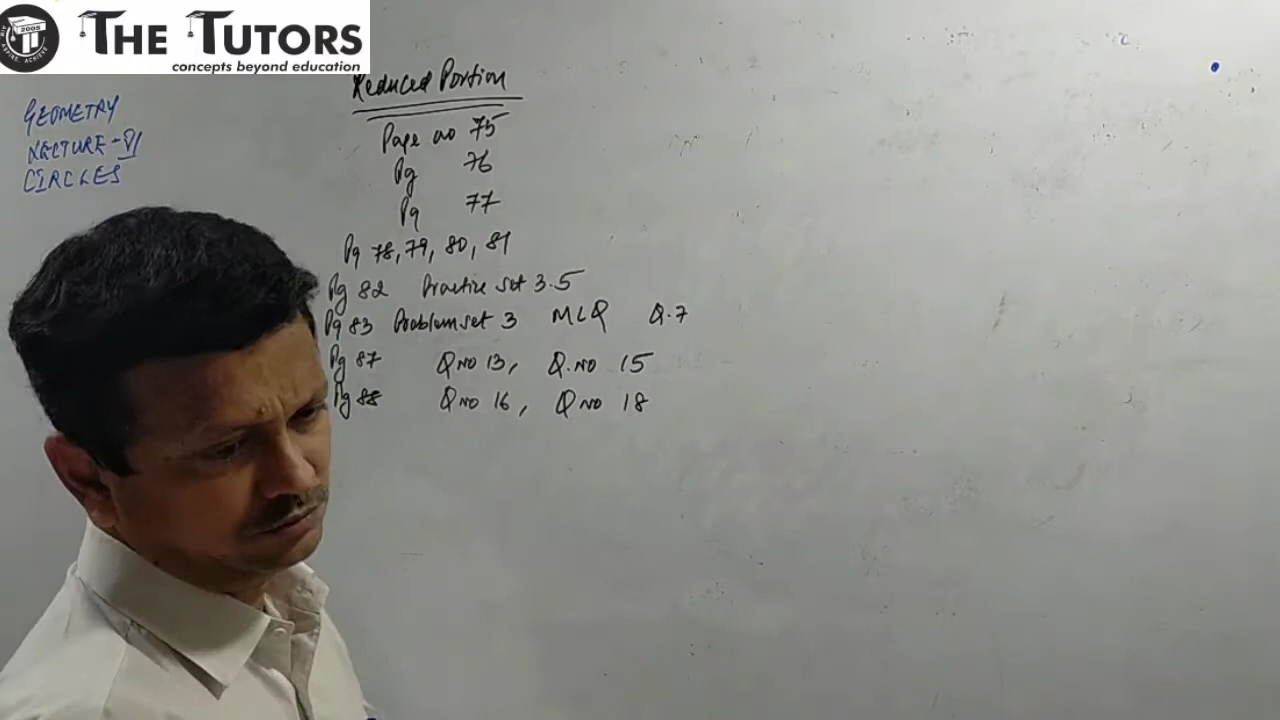 THE TUTORS
concepts beyond education
2005
GEOMETRY
LECTURE-VI
CIRCLES
Reduced Portion
Page no 75
Pg 76
Pg 77
Pg 78, 79, 80, 81
Pg 82 Practice set 3.5
Pg 83 Problem set 3 MCQ Q.7
Pg 87 Q no 13, Q.no 15
Pg 88 Q no 16, Q no 18